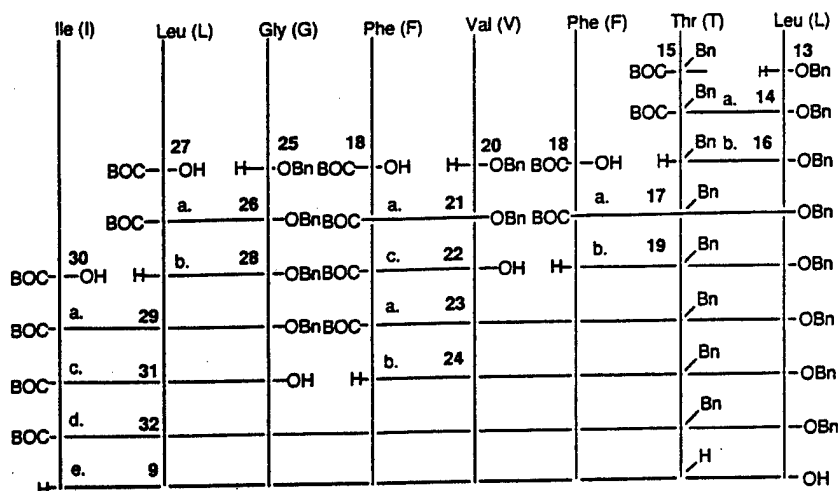 Ile (I) Leu (L) Gly (G) Phe (F) Val (V) Phe (F) Thr (T) Leu (L)
15 Bn 13
BOC H OBn
Bn a. 14
BOC OBn
27 25 18 20 18 Bn b. 16
BOC OH H OBn BOC OH H OBn BOC OH H OBn
a. 26 a. 21 a. 17 Bn
BOC OBn BOC OBn BOC OBn
30 b. 28 c. 22 b. 19 Bn
BOC OH H OBn BOC OH H OBn
a. 29 a. 23 Bn
BOC OBn BOC OBn
c. 31 b. 24 Bn
BOC OH H OBn
d. 32 Bn
BOC OBn
e. 9 H
H OH